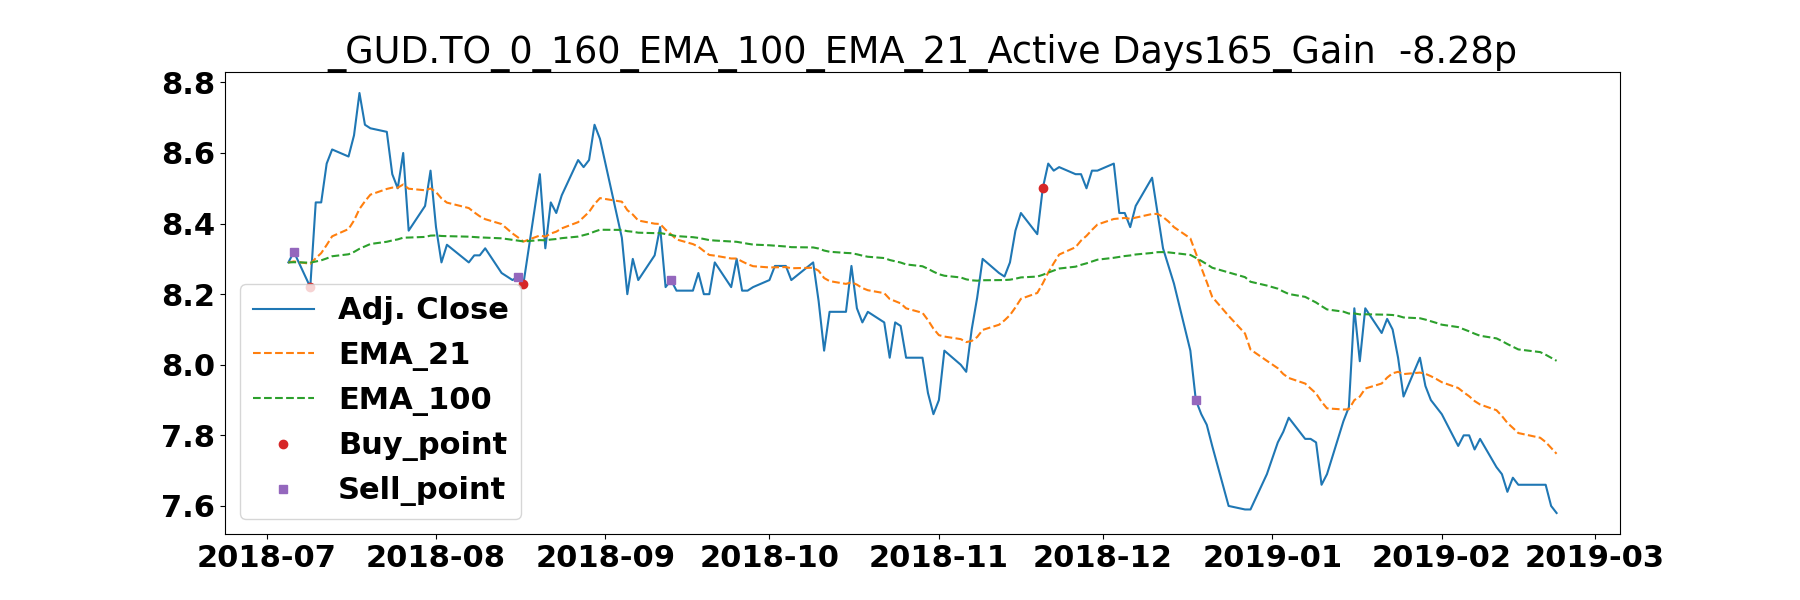 _GUD.TO_0_160_EMA_100_EMA_21_Active Days165_Gain  -8.28p
8.8
8.6
8.4
8.2
8.0
7.8
7.6
Adj. Close
EMA_21
EMA_100
Buy_point
Sell_point
2018-07 2018-08 2018-09 2018-10 2018-11 2018-12 2019-01 2019-02 2019-03